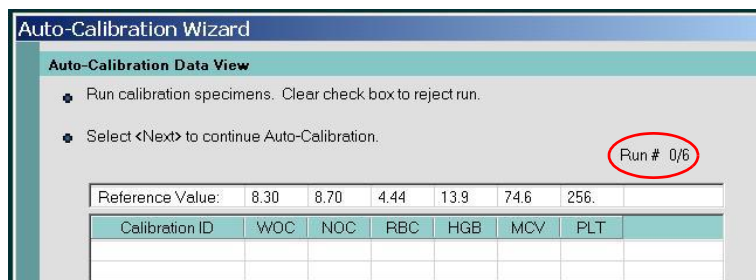 Auto-Calibration Wizard
Auto-Calibration Data View
Run calibration specimens. Clear check box to reject run.
Select <Next> to continue Auto-Calibration.
Run # 0/6
Reference Value: 8.30 8.70 4.44 13.9 74.6 256.
Calibration ID WOC NOC RBC HGB MCV PLT